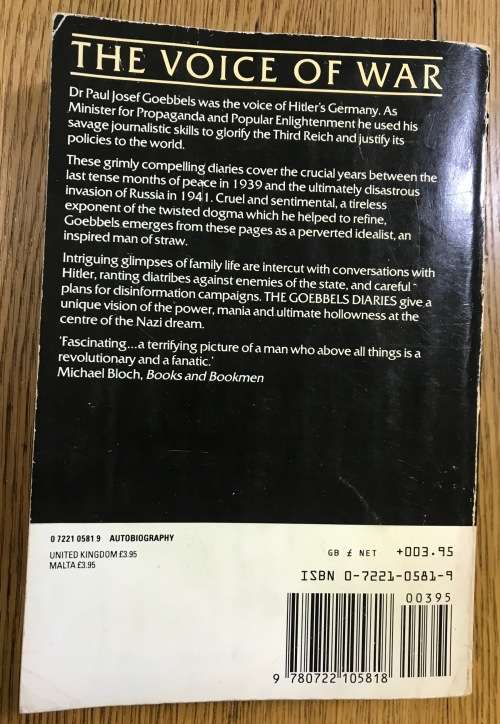 THE VOICE OF WAR
Dr Paul Josef Goebbels was the voice of Hitler's Germany. As
Minister for Propaganda and Popular Enlightenment he used his
savage journalistic skills to glorify the Third Reich and justify its
policies to the world.
These grimly compelling diaries cover the crucial years between the
last tense months of peace in 1939 and the ultimately disastrous
invasion of Russia in 1941. Cruel and sentimental, a tireless
exponent of the twisted dogma which he helped to refine,
Goebbels emerges from these pages as a perverted idealist, an
inspired man of straw.
Intriguing glimpses of family life are intercut with conversations with
Hitler, ranting diatribes against enemies of the state, and careful
plans for disinformation campaigns. THE GOEBBELS DIARIES give a
unique vision of the power, mania and ultimate hollowness at the
centre of the Nazi dream.
'Fascinating...a terrifying picture of a man who above all things is a
revolutionary and a fanatic.'
Michael Bloch, Books and Bookmen
0 7221 0581 9 AUTOBIOGRAPHY
UNITED KINGDOM £3.95
MALTA £3.95
GB £ NET +003.95
ISBN 0-7221-0581-9
00395
9 780722 105818